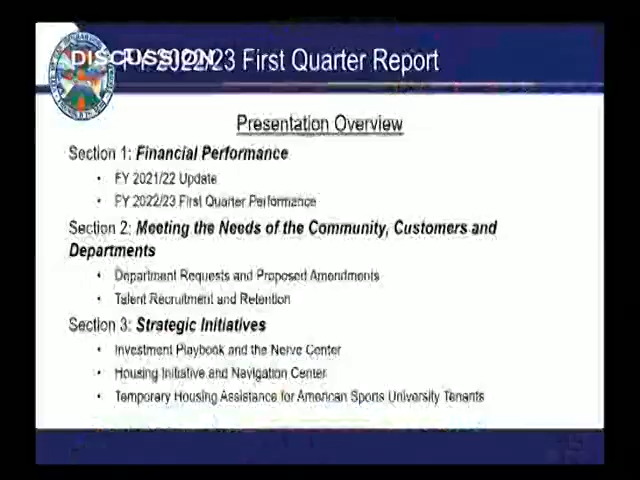 DISCUSSION
FY 2022/23 First Quarter Report
Presentation Overview
Section 1: Financial Performance
• FY 2021/22 Update
• FY 2022/23 First Quarter Performance
Section 2: Meeting the Needs of the Community, Customers and
Departments
• Department Requests and Proposed Amendments
• Talent Recruitment and Retention
Section 3: Strategic Initiatives
• Investment Playbook and the Nerve Center
• Housing Initiative and Navigation Center
• Temporary Housing Assistance for American Sports University Tenants